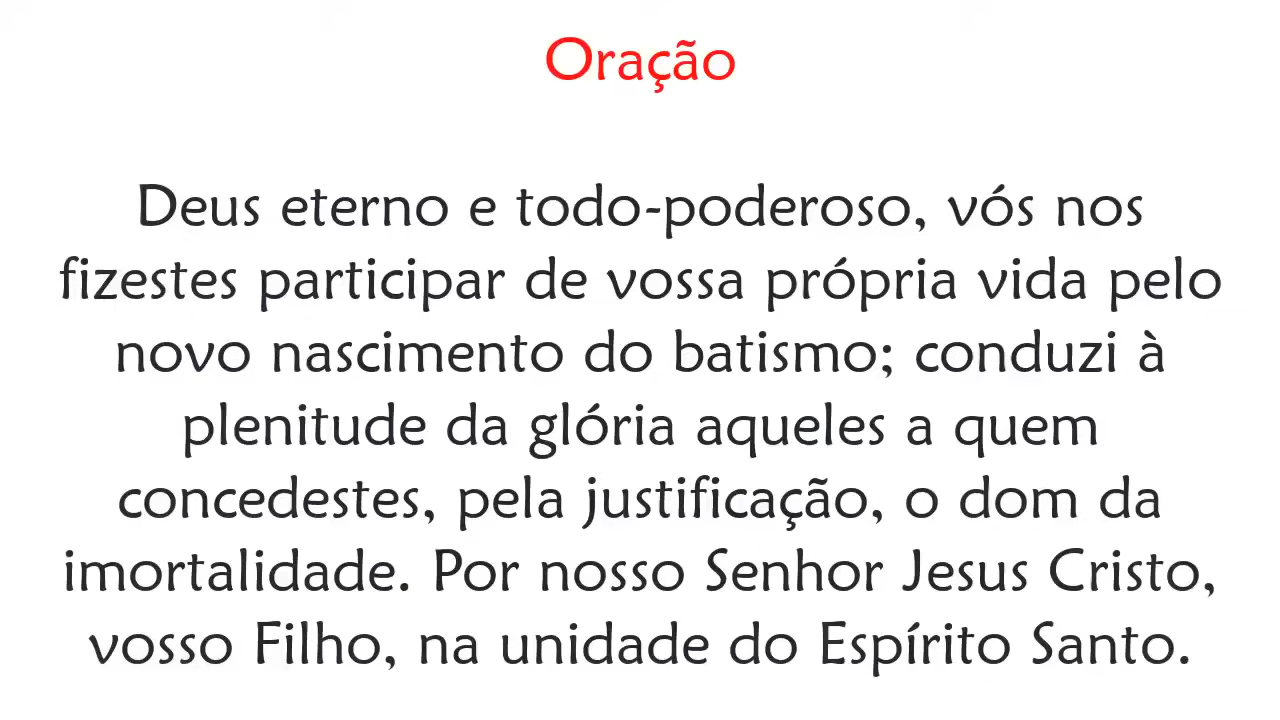 Oração
Deus eterno e todo-poderoso, vós nos
fizestes participar de vossa própria vida pelo
novo nascimento do batismo; conduzi à
plenitude da glória aqueles a quem
concedestes, pela justificação, o dom da
imortalidade. Por nosso Senhor Jesus Cristo,
vosso Filho, na unidade do Espírito Santo.